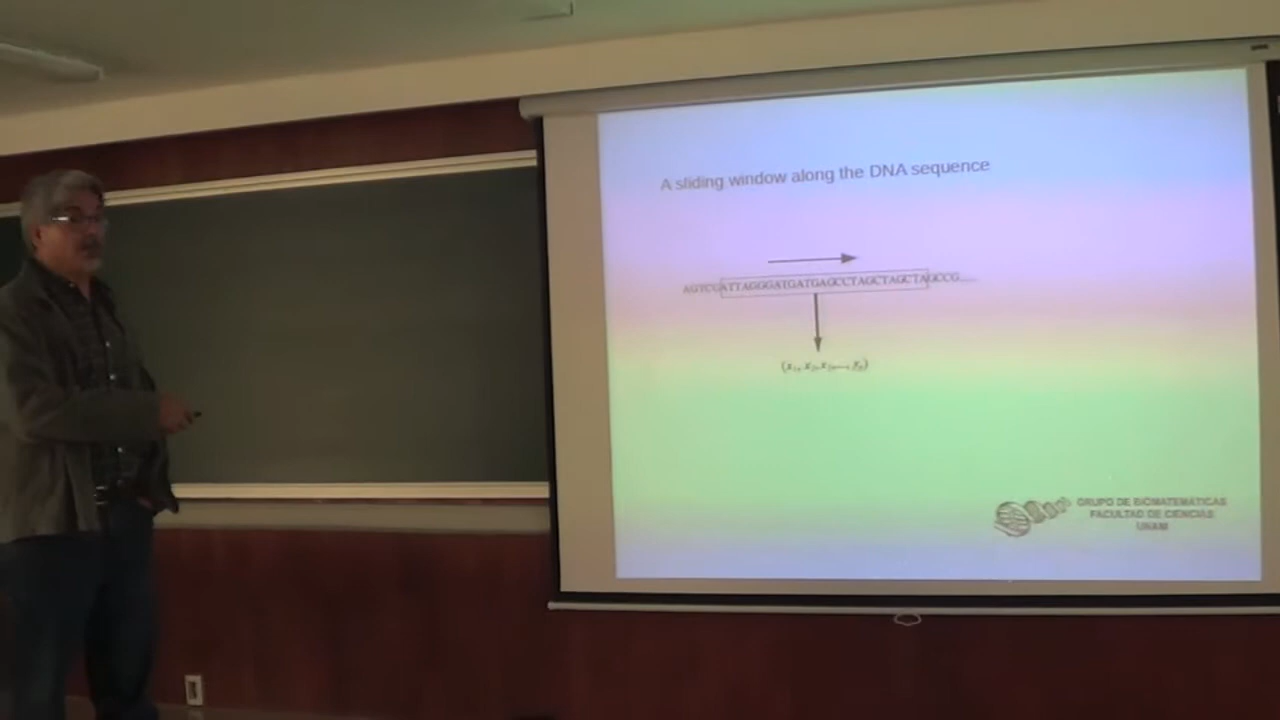 A sliding window along the DNA sequence
AGTCGATTAGGGATGATGAGCCTAGCTAGCTAGCCG.....
GRUPO DE BIOMATEMÁTICAS
FACULTAD DE CIENCIAS
UNAM